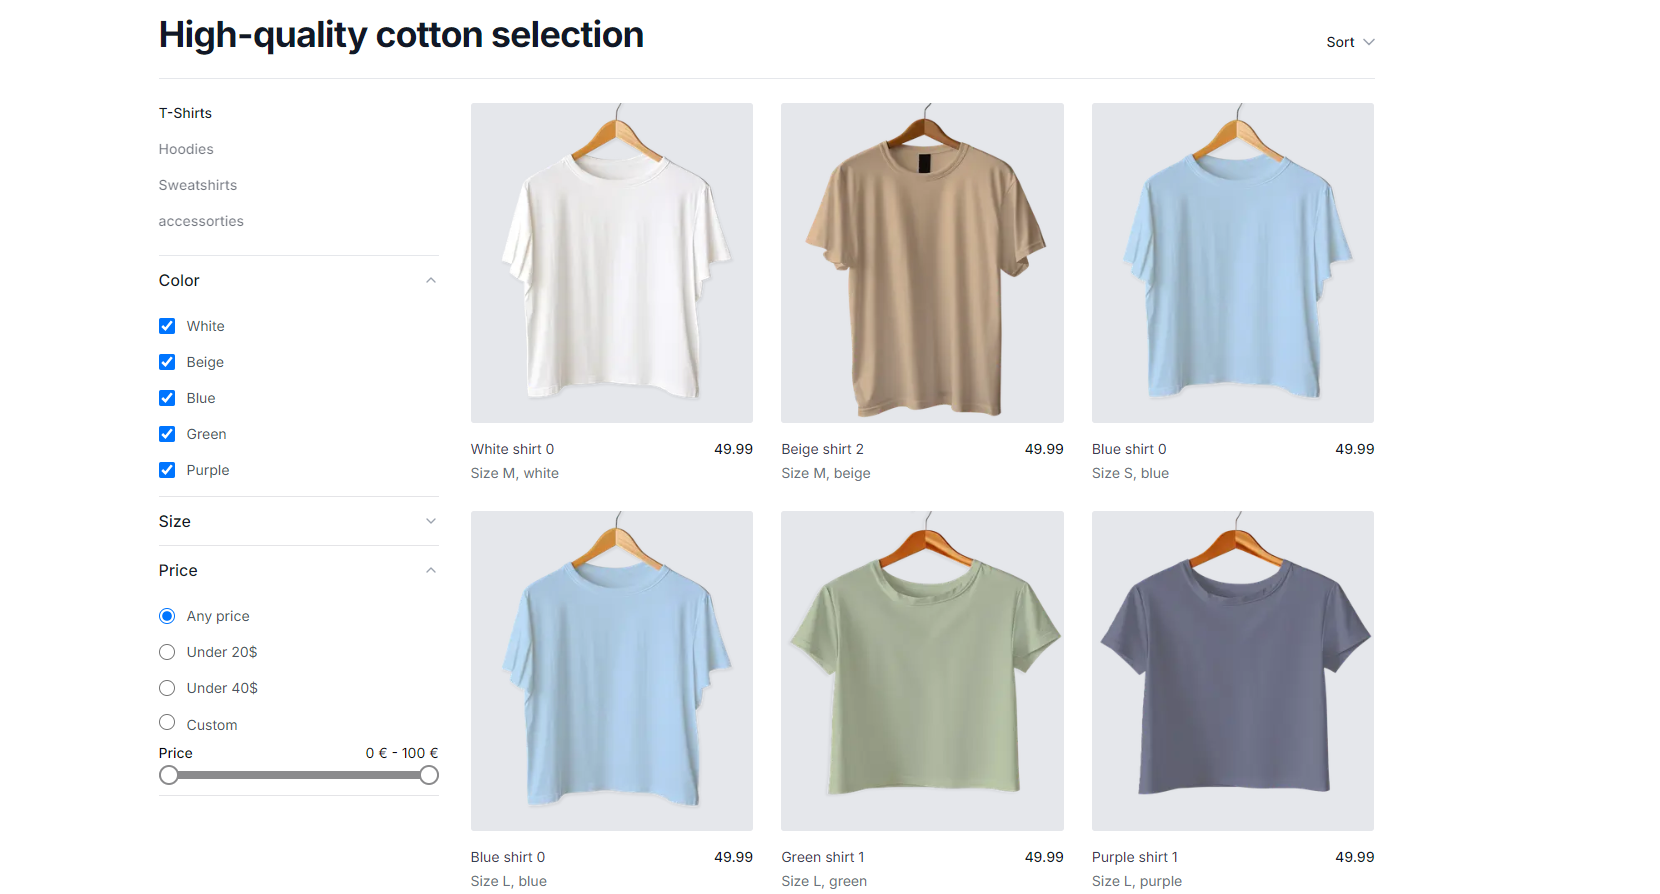 High-quality cotton selection
Sort
T-Shirts
Hoodies
Sweatshirts
accessorties
Color
White
Beige
Blue
Green
Purple
Size
Price
Any price
Under 20$
Under 40$
Custom
Price 0 € - 100 €
White shirt 0 49.99
Size M, white
Beige shirt 2 49.99
Size M, beige
Blue shirt 0 49.99
Size S, blue
Blue shirt 0 49.99
Size L, blue
Green shirt 1 49.99
Size L, green
Purple shirt 1 49.99
Size L, purple